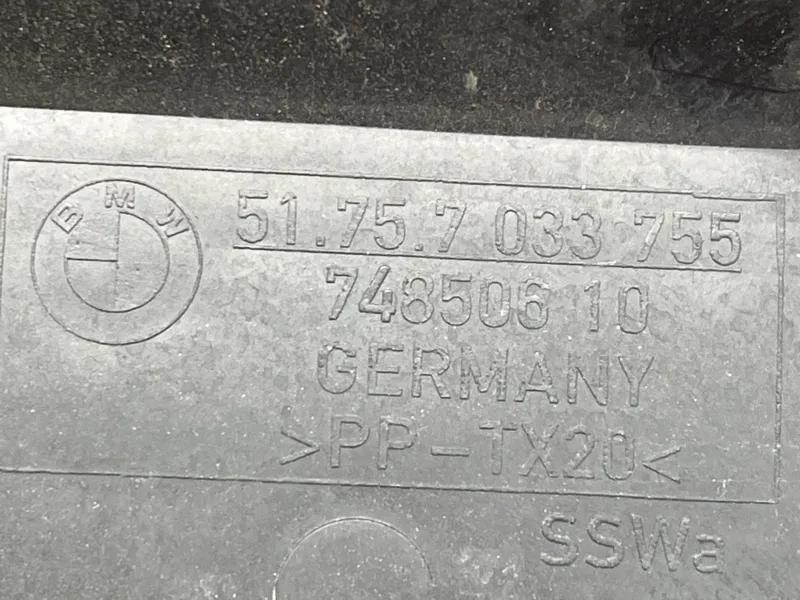 BMW
51.75.7 033 755
748506 10
GERMANY
>PP-TX20<
SSWa